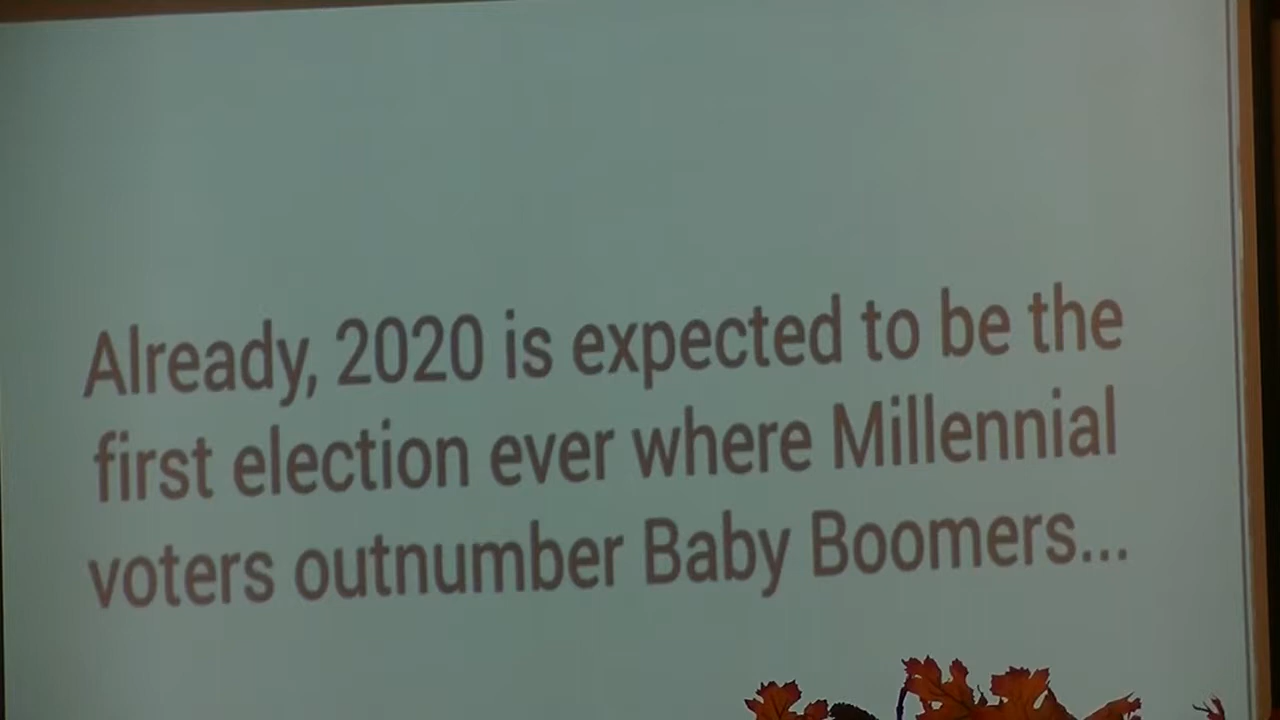 Already, 2020 is expected to be the
first election ever where Millennial
voters outnumber Baby Boomers...